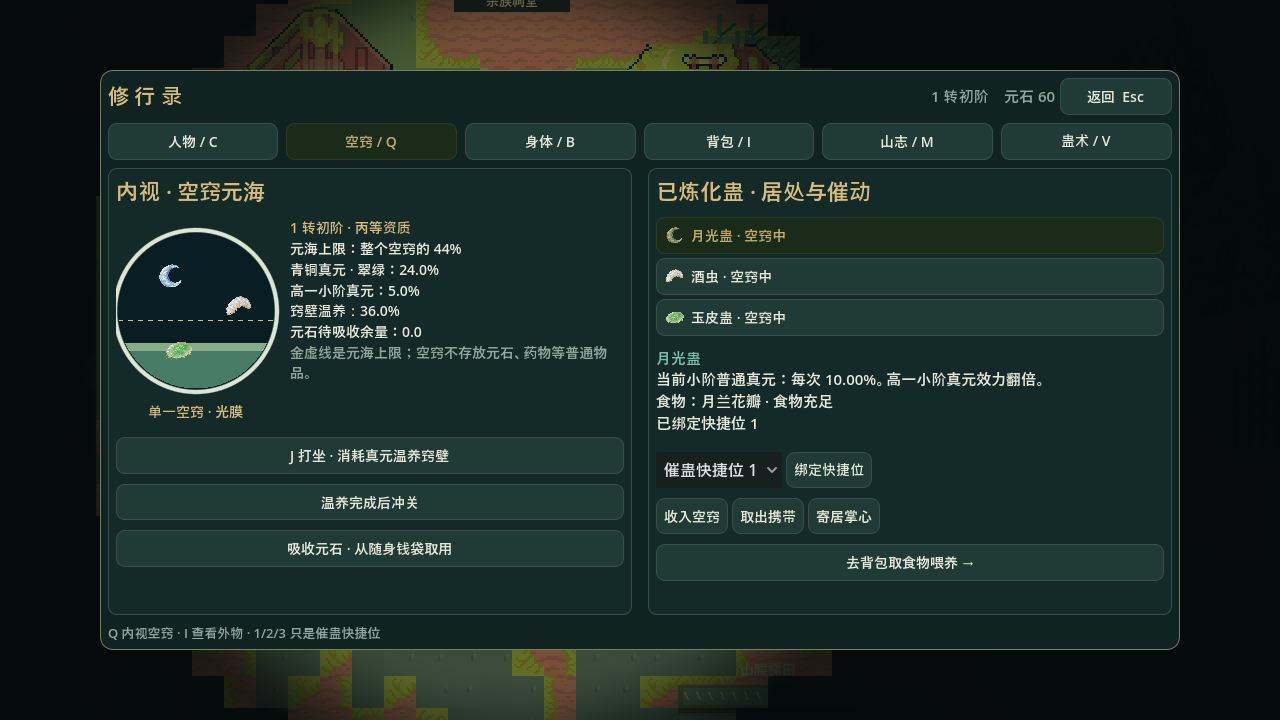 宗族祠堂
修行录
1 转初阶 元石 60 返回 Esc
人物 / C 空窍 / Q 身体 / B 背包 / I 山志 / M 蛊术 / V
内视 · 空窍元海
1 转初阶 · 丙等资质
元海上限：整个空窍的 44%
青铜真元 · 翠绿：24.0%
高一小阶真元：5.0%
窍壁温养：36.0%
元石待吸收余量：0.0
金虚线是元海上限；空窍不存放元石、药物等普通物
品。
单一空窍 · 光膜
J 打坐 · 消耗真元温养窍壁
温养完成后冲关
吸收元石 · 从随身钱袋取用
已炼化蛊 · 居处与催动
月光蛊 · 空窍中
酒虫 · 空窍中
玉皮蛊 · 空窍中
月光蛊
当前小阶普通真元：每次 10.00%。高一小阶真元效力翻倍。
食物：月兰花瓣 · 食物充足
已绑定快捷位 1
催蛊快捷位 1 绑定快捷位
收入空窍 取出携带 寄居掌心
去背包取食物喂养 →
Q 内视空窍 · I 查看外物 · 1/2/3 只是催蛊快捷位